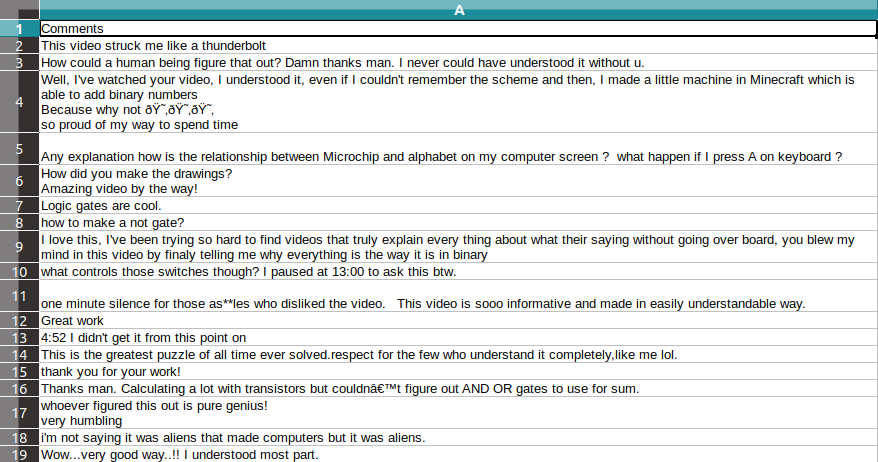 A
1 Comments
2 This video struck me like a thunderbolt
3 How could a human being figure that out? Damn thanks man. I never could have understood it without u.
4 Well, I've watched your video, I understood it, even if I couldn't remember the scheme and then, I made a little machine in Minecraft which is
able to add binary numbers
Because why not ðŸ˜‚ðŸ˜‚ðŸ˜‚
so proud of my way to spend time
5 Any explanation how is the relationship between Microchip and alphabet on my computer screen ?  what happen if I press A on keyboard ?
6 How did you make the drawings?
Amazing video by the way!
7 Logic gates are cool.
8 how to make a not gate?
9 I love this, I've been trying so hard to find videos that truly explain every thing about what their saying without going over board, you blew my
mind in this video by finaly telling me why everything is the way it is in binary
10 what controls those switches though? I paused at 13:00 to ask this btw.
11 one minute silence for those as**les who disliked the video.   This video is sooo informative and made in easily understandable way.
12 Great work
13 4:52 I didn't get it from this point on
14 This is the greatest puzzle of all time ever solved.respect for the few who understand it completely,like me lol.
15 thank you for your work!
16 Thanks man. Calculating a lot with transistors but couldnâ€™t figure out AND OR gates to use for sum.
17 whoever figured this out is pure genius!
very humbling
18 i'm not saying it was aliens that made computers but it was aliens.
19 Wow...very good way..!! I understood most part.